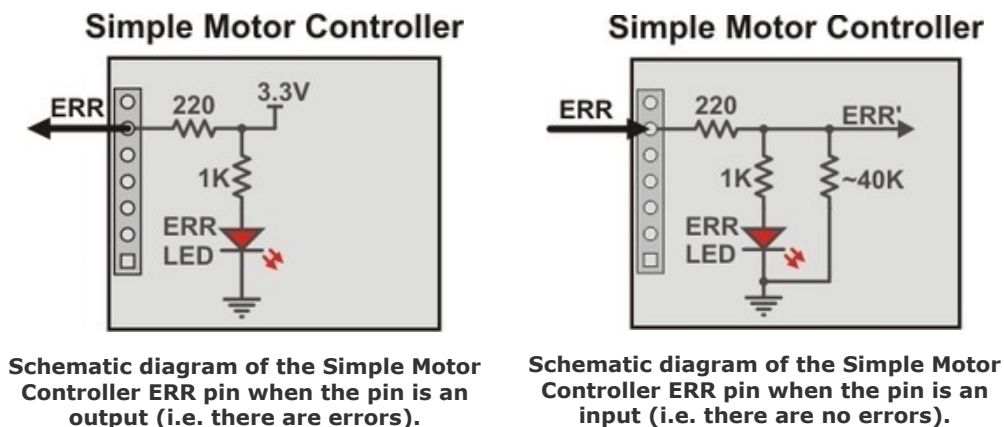 Simple Motor Controller
ERR
220
3.3V
1K
ERR
LED
Schematic diagram of the Simple Motor
Controller ERR pin when the pin is an
output (i.e. there are errors).
Simple Motor Controller
ERR
220
ERR'
1K
~40K
ERR
LED
Schematic diagram of the Simple Motor
Controller ERR pin when the pin is an
input (i.e. there are no errors).